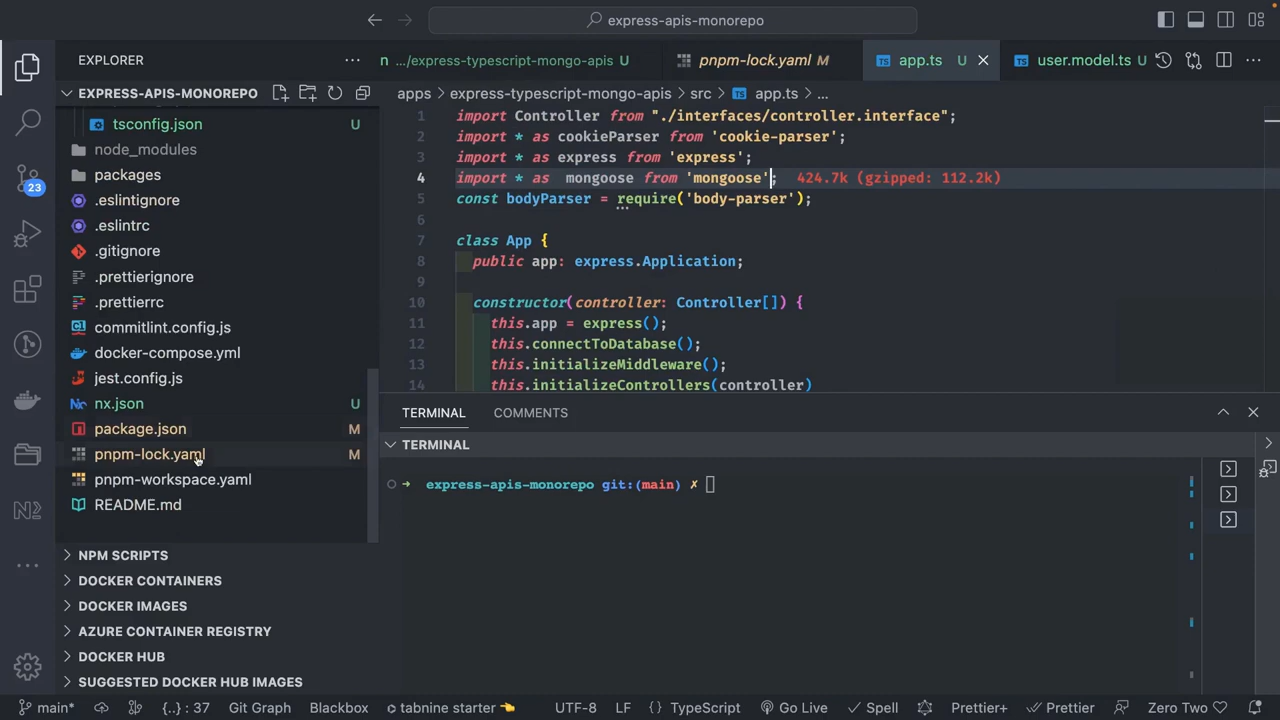 express-apis-monorepo
EXPLORER
.../express-typescript-mongo-apis U
pnpm-lock.yaml M
app.ts U
user.model.ts U
EXPRESS-APIS-MONOREPO
apps > express-typescript-mongo-apis > src > app.ts > ...
tsconfig.json U
node_modules
packages
.eslintignore
.eslintrc
.gitignore
.prettierignore
.prettierrc
commitlint.config.js
docker-compose.yml
jest.config.js
nx.json U
package.json M
pnpm-lock.yaml M
pnpm-workspace.yaml
README.md
NPM SCRIPTS
DOCKER CONTAINERS
DOCKER IMAGES
AZURE CONTAINER REGISTRY
DOCKER HUB
SUGGESTED DOCKER HUB IMAGES
23
1 import Controller from "./interfaces/controller.interface";
2 import * as cookieParser from 'cookie-parser';
3 import * as express from 'express';
4 import * as  mongoose from 'mongoose'; 424.7k (gzipped: 112.2k)
5 const bodyParser = require('body-parser');
6
7 class App {
8 public app: express.Application;
9
10 constructor(controller: Controller[]) {
11 this.app = express();
12 this.connectToDatabase();
13 this.initializeMiddleware();
14 this.initializeControllers(controller)
TERMINAL
COMMENTS
TERMINAL
→ express-apis-monorepo git:(main) ✗
main*
{..} : 37
Git Graph
Blackbox
tabnine starter 👈
UTF-8
LF
{} TypeScript
Go Live
Spell
Prettier+
Prettier
Zero Two ♡